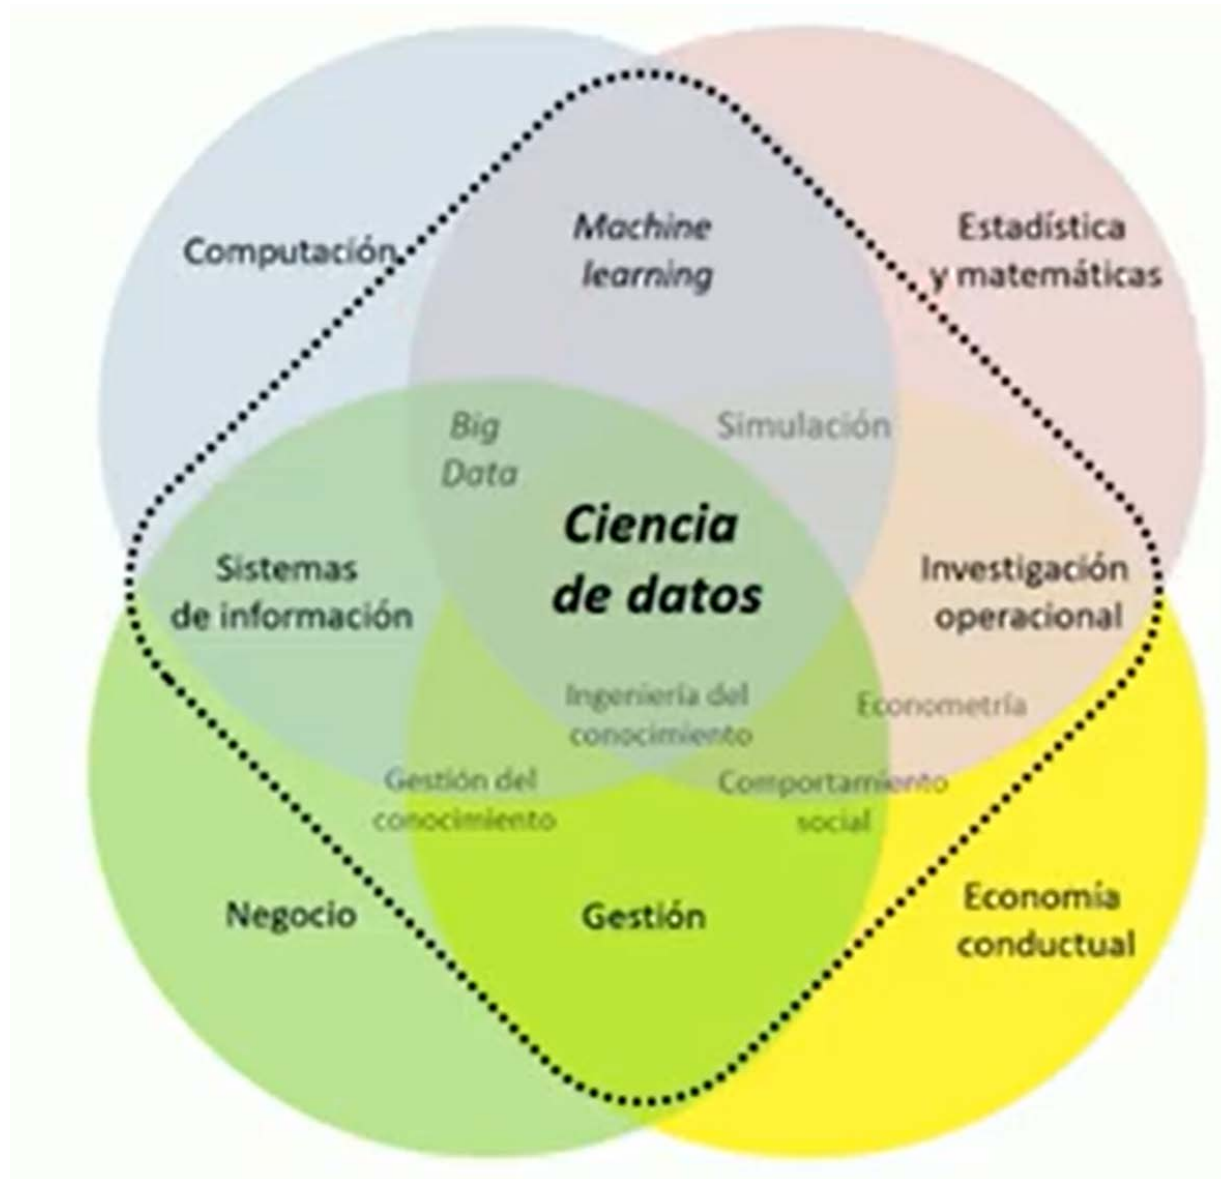 Computación
Machine
learning
Estadística
y matemáticas
Big
Data
Simulación
Ciencia
de datos
Sistemas
de información
Investigación
operacional
Ingeniería del
conocimiento
Econometría
Gestión del
conocimiento
Comportamiento
social
Negocio
Gestión
Economía
conductual